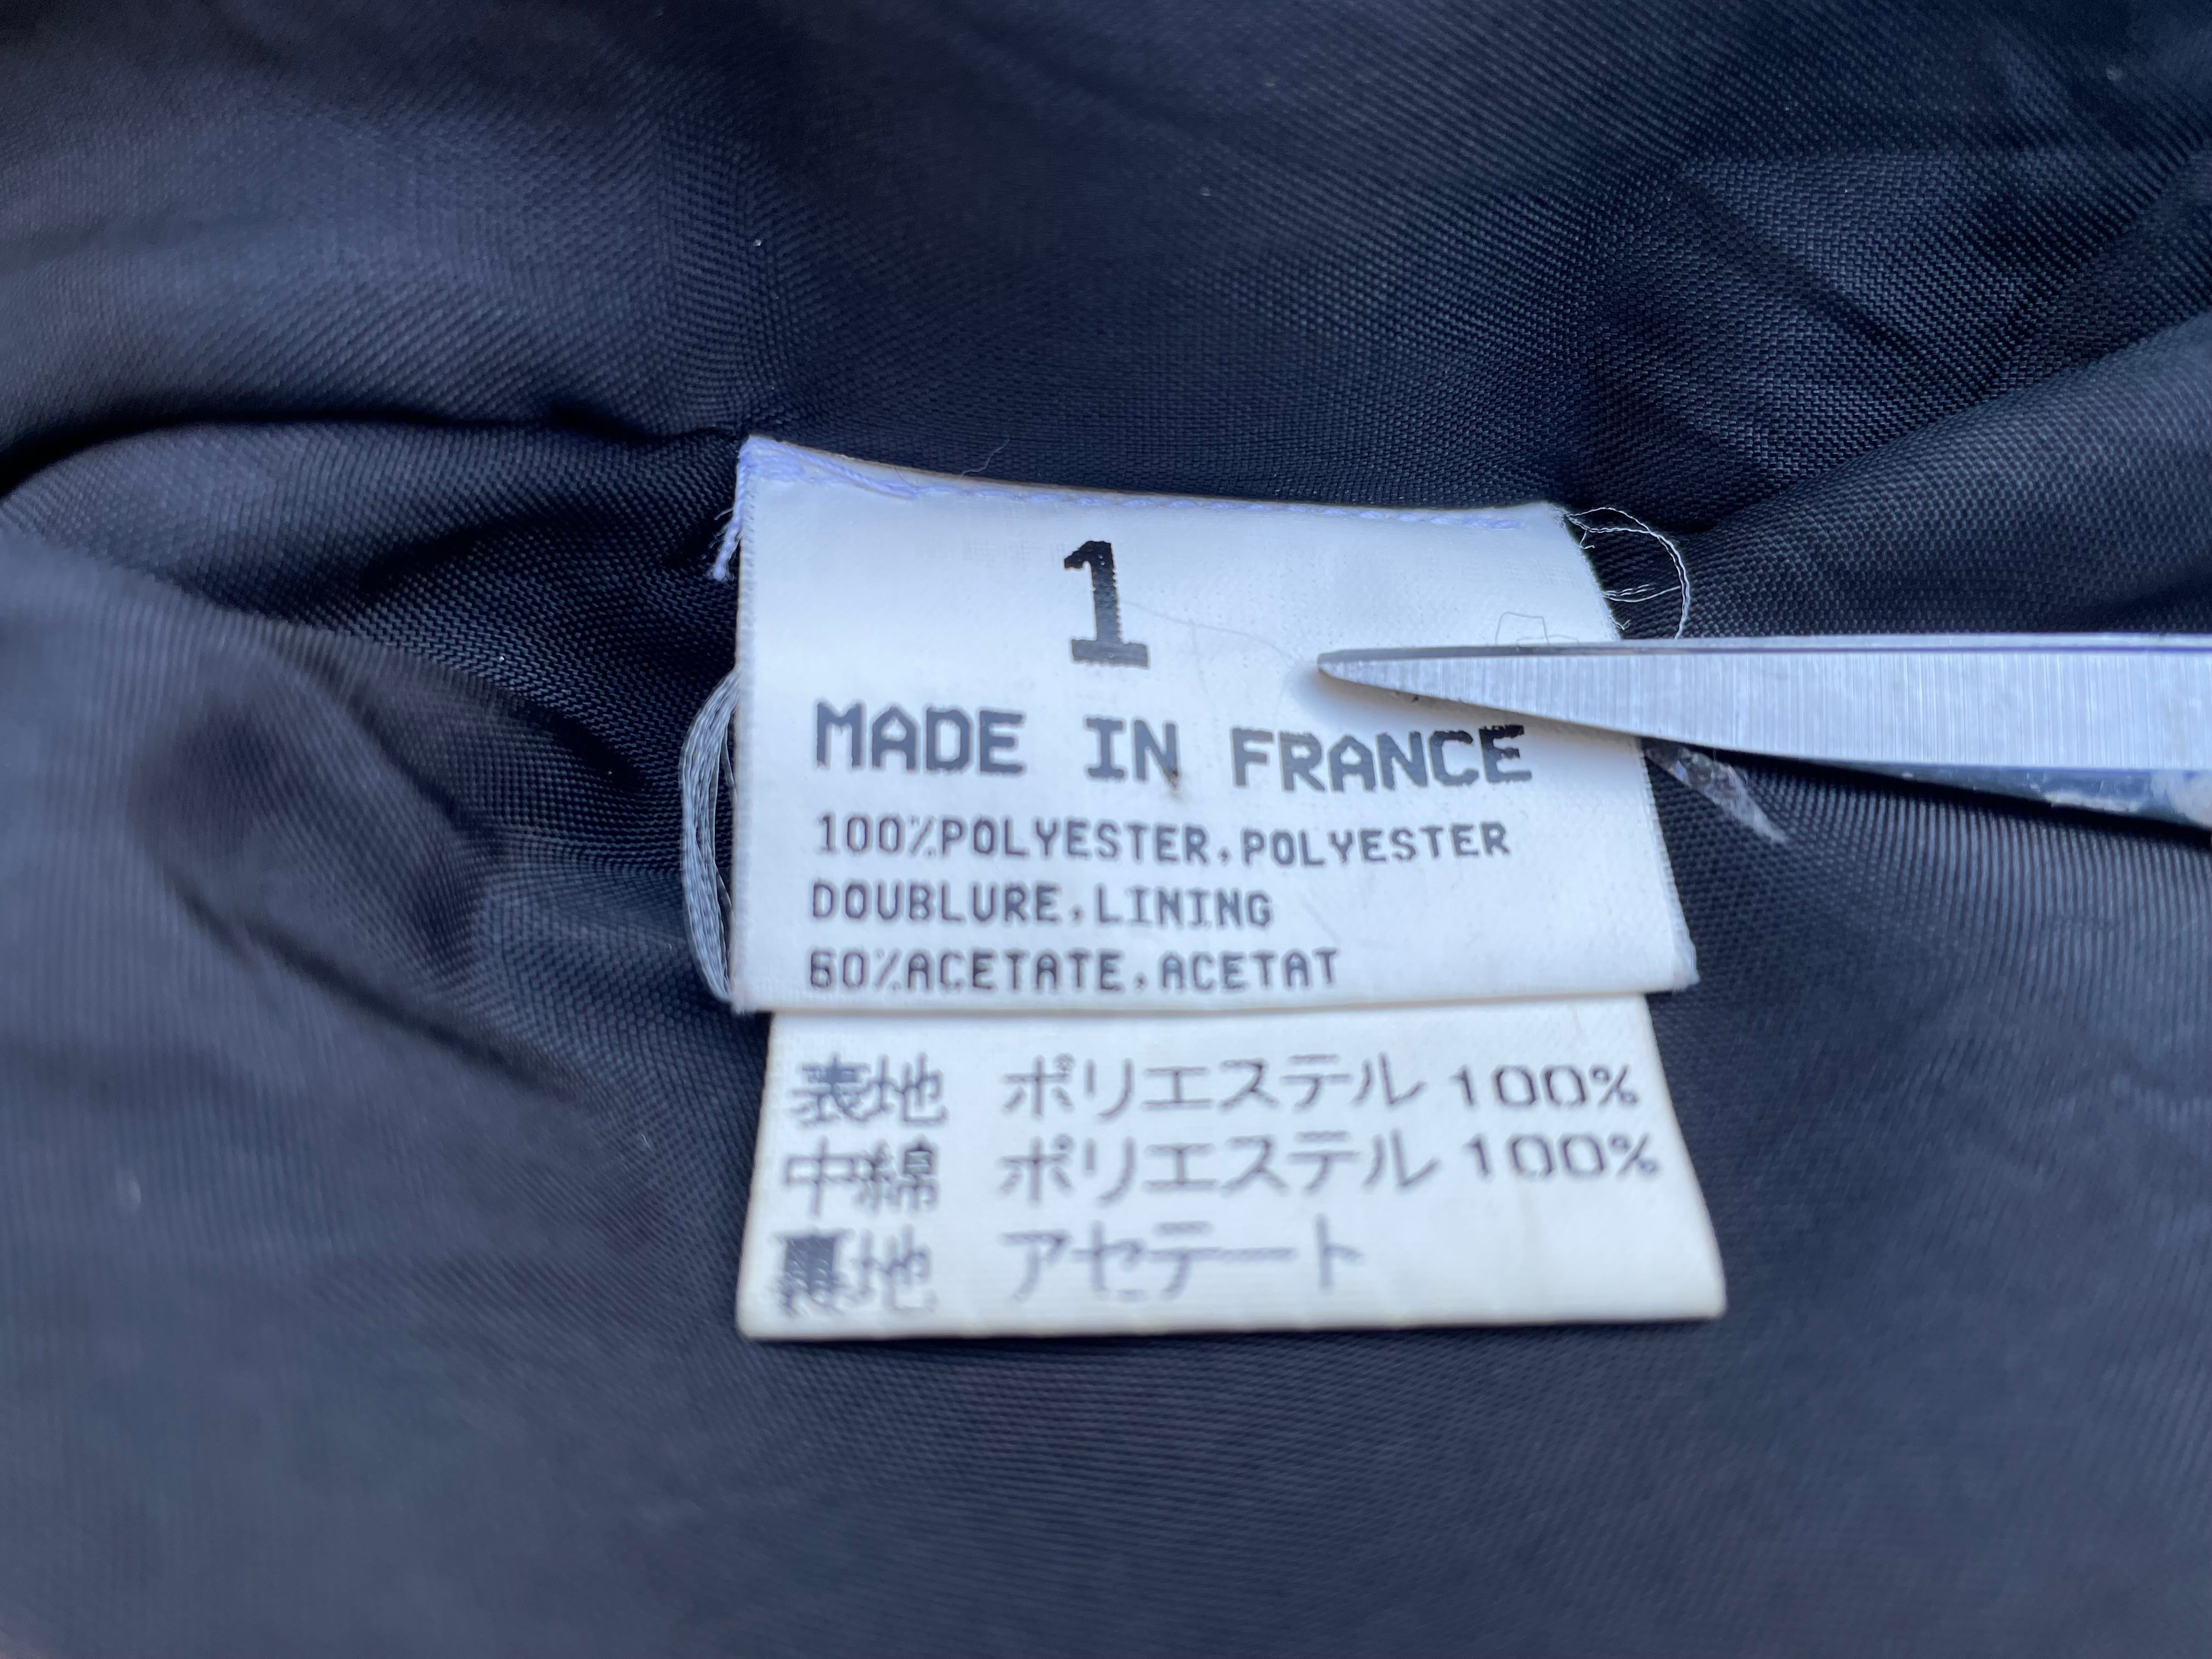 1
MADE IN FRANCE
100%POLYESTER,POLYESTER
DOUBLURE,LINING
60%ACETATE,ACETAT
表地 ポリエステル 100%
中綿 ポリエステル 100%
裏地 アセテート